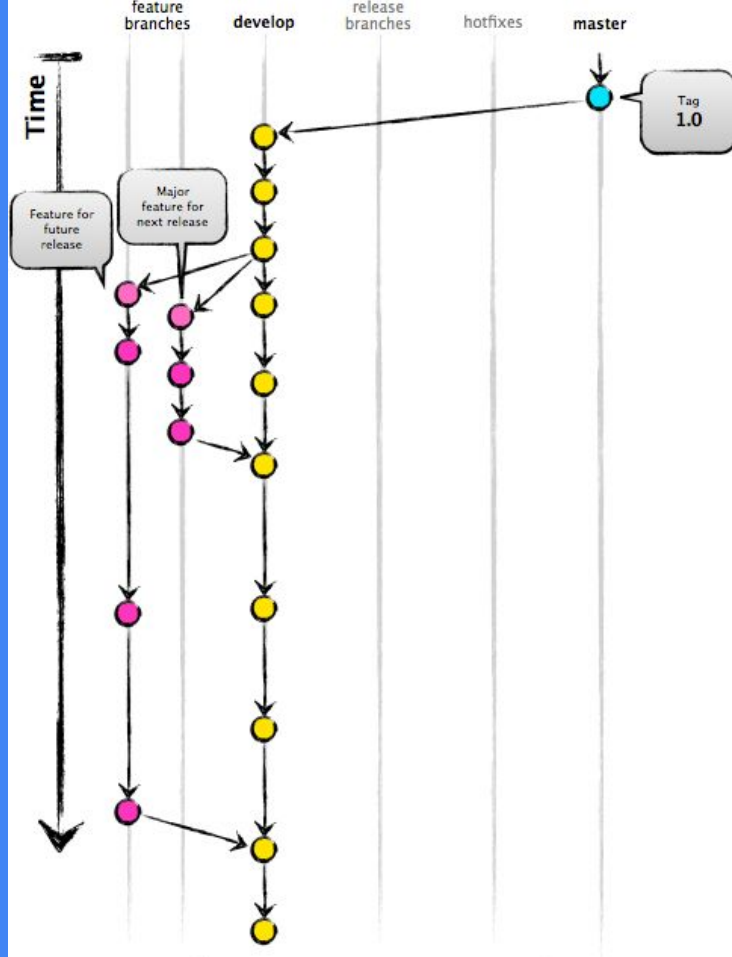 feature
branches
develop
release
branches
hotfixes
master
Time
Tag
1.0
Major
feature for
next release
Feature for
future
release